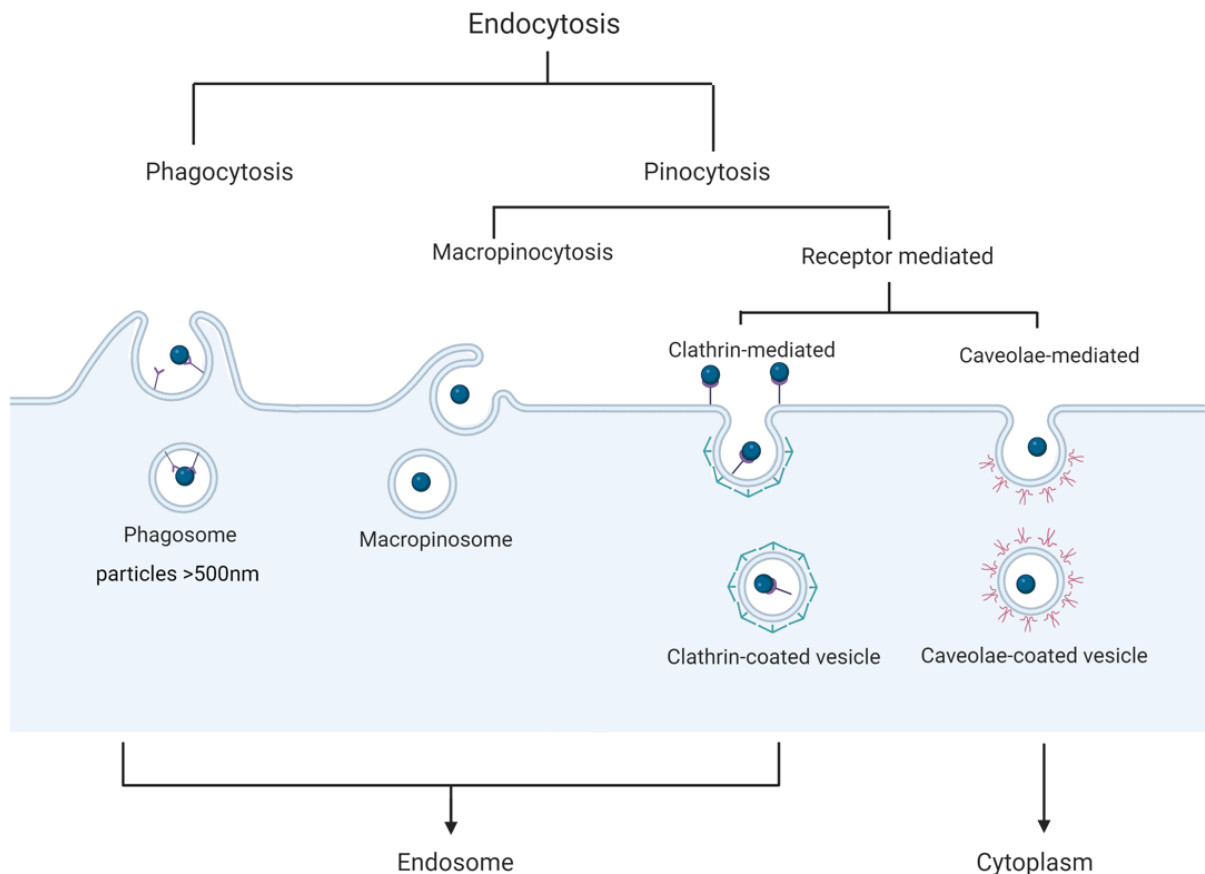 Endocytosis
Phagocytosis
Pinocytosis
Macropinocytosis
Receptor mediated
Clathrin-mediated
Caveolae-mediated
Phagosome
particles >500nm
Macropinosome
Clathrin-coated vesicle
Caveolae-coated vesicle
Endosome
Cytoplasm